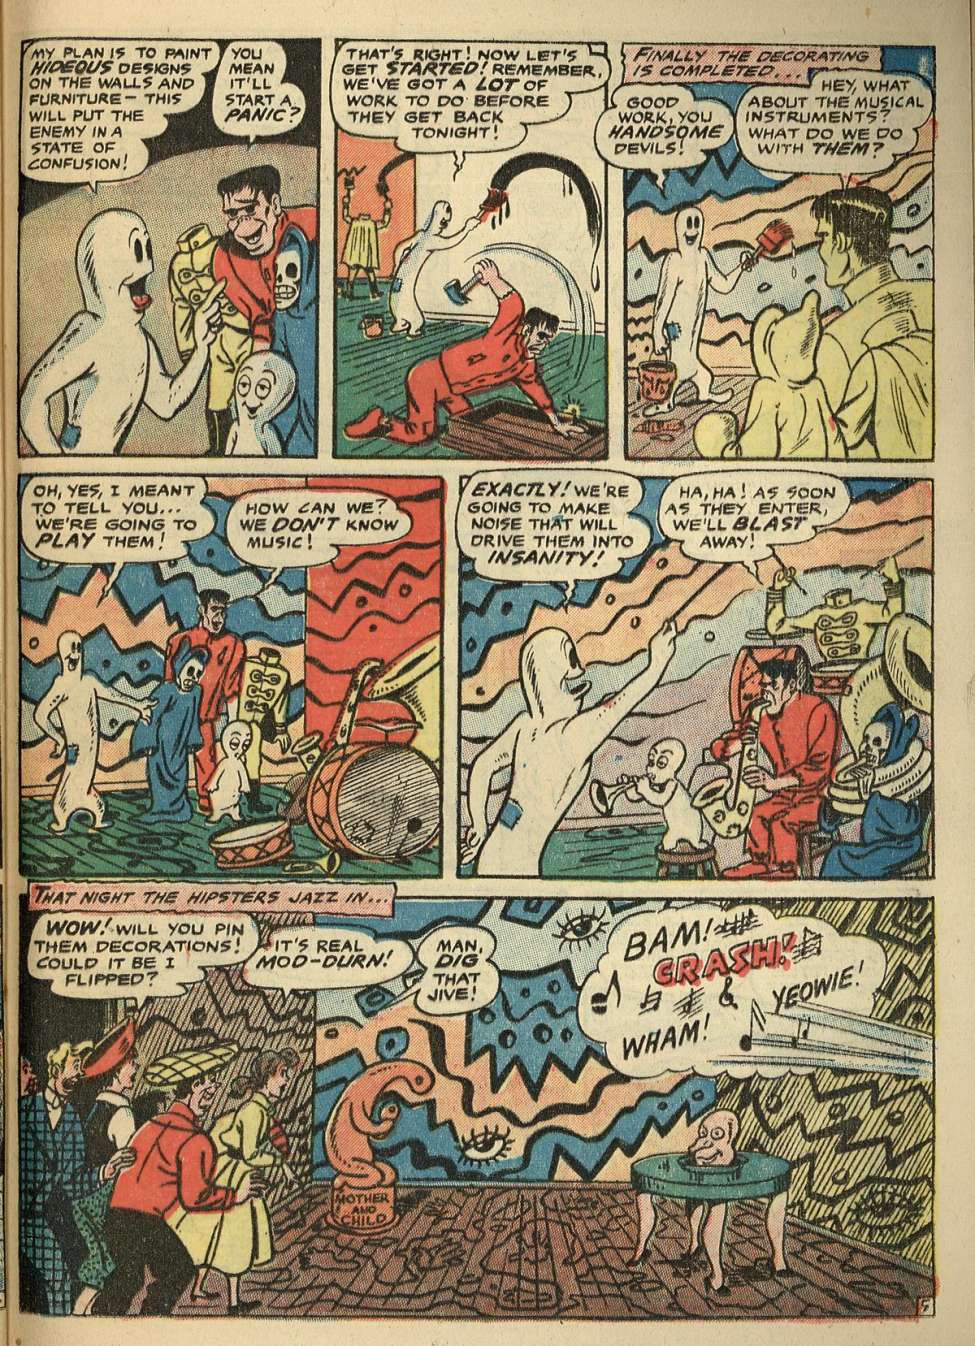 MY PLAN IS TO PAINT
HIDEOUS DESIGNS
ON THE WALLS AND
FURNITURE — THIS
WILL PUT THE
ENEMY IN A
STATE OF
CONFUSION!
YOU
MEAN
IT'LL
START A
PANIC?
THAT'S RIGHT! NOW LET'S
GET STARTED! REMEMBER,
WE'VE GOT A LOT OF
WORK TO DO BEFORE
THEY GET BACK
TONIGHT!
FINALLY THE DECORATING
IS COMPLETED...
GOOD
WORK, YOU
HANDSOME
DEVILS!
HEY, WHAT
ABOUT THE MUSICAL
INSTRUMENTS?
WHAT DO WE DO
WITH THEM?
OH, YES, I MEANT
TO TELL YOU...
WE'RE GOING TO
PLAY THEM!
HOW CAN WE?
WE DON'T KNOW
MUSIC!
EXACTLY! WE'RE
GOING TO MAKE
NOISE THAT WILL
DRIVE THEM INTO
INSANITY!
HA, HA! AS SOON
AS THEY ENTER,
WE'LL BLAST
AWAY!
THAT NIGHT THE HIPSTERS JAZZ IN...
WOW! WILL YOU PIN
THEM DECORATIONS!
COULD IT BE I
FLIPPED?
IT'S REAL
MOD-DURN!
MAN,
DIG
THAT
JIVE!
BAM!
CRASH!
&
YEOWIE!
WHAM!
MOTHER
AND
CHILD
5